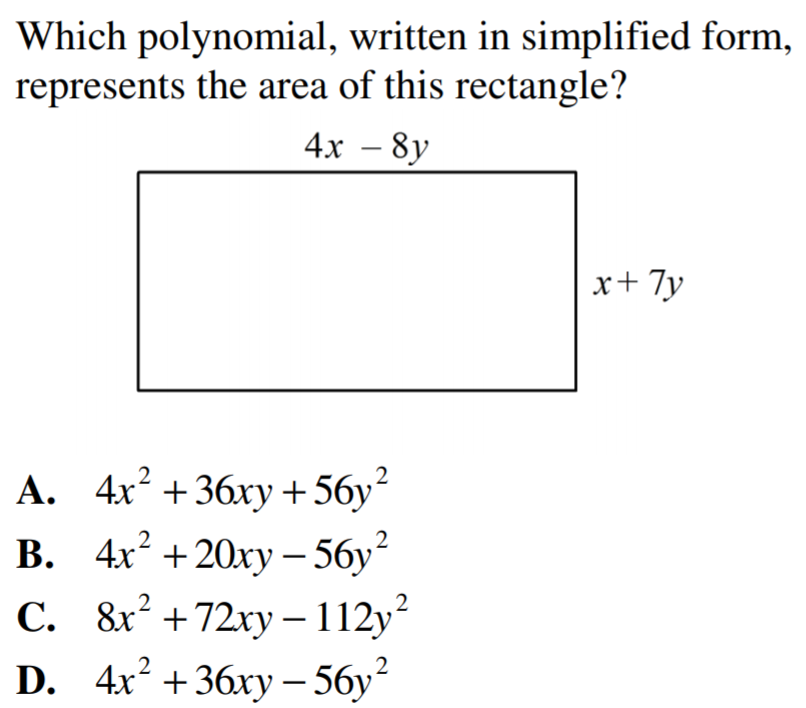 Which polynomial, written in simplified form,
represents the area of this rectangle?
4x − 8y
x+ 7y
A. 4x² + 36xy + 56y²
B. 4x² + 20xy − 56y²
C. 8x² + 72xy − 112y²
D. 4x² + 36xy − 56y²